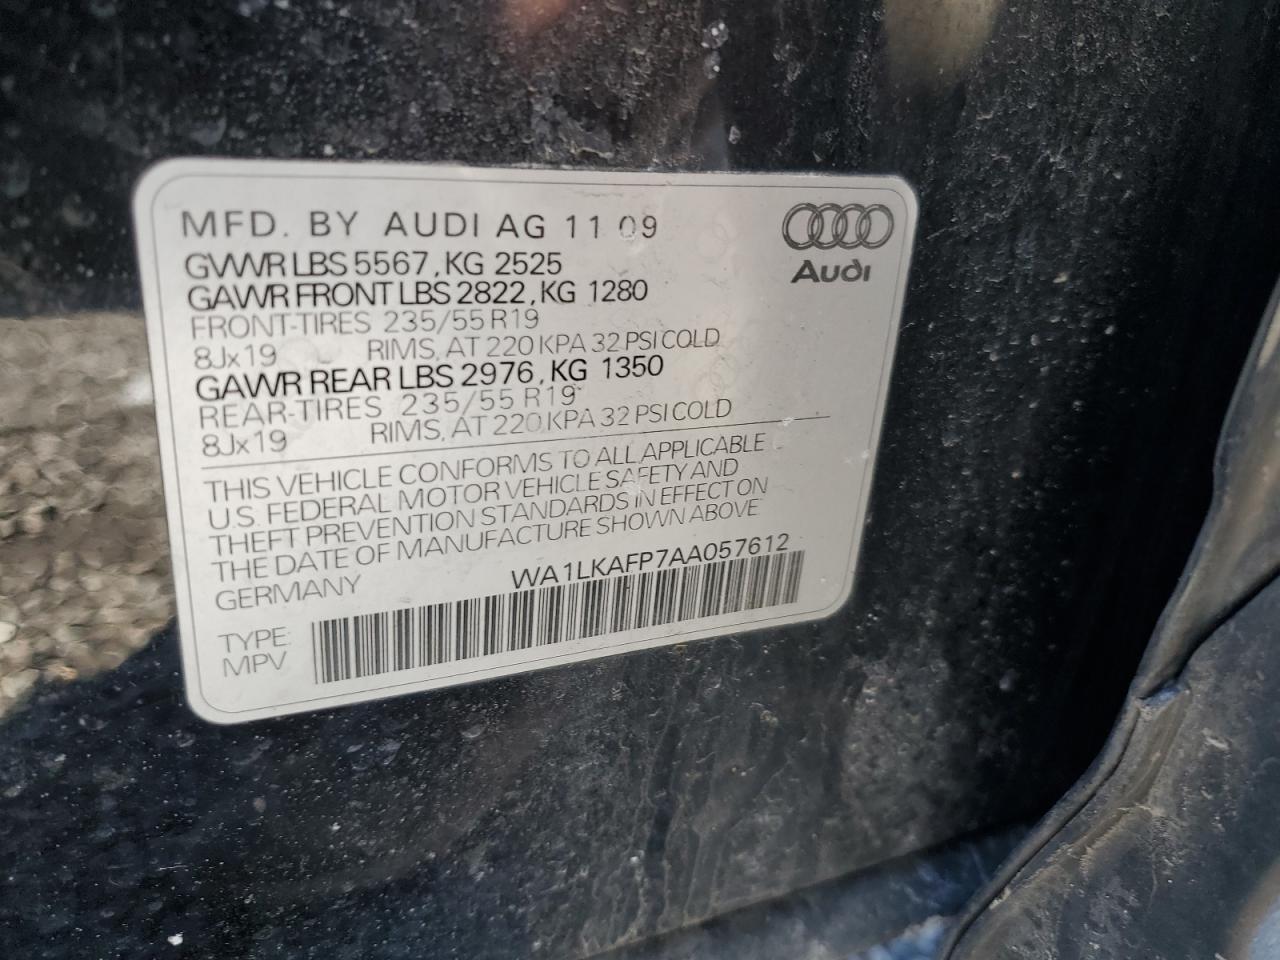 MFD. BY AUDI AG 11 09
Audi
GVWR LBS 5567, KG 2525
GAWR FRONT LBS 2822, KG 1280
FRONT-TIRES 235/55 R19
8Jx19 RIMS, AT 220 KPA 32 PSI COLD
GAWR REAR LBS 2976, KG 1350
REAR-TIRES 235/55 R19
8Jx19 RIMS, AT 220 KPA 32 PSI COLD
THIS VEHICLE CONFORMS TO ALL APPLICABLE
U.S. FEDERAL MOTOR VEHICLE SAFETY AND
THEFT PREVENTION STANDARDS IN EFFECT ON
THE DATE OF MANUFACTURE SHOWN ABOVE
GERMANY WA1LKAFP7AA057612
TYPE:
MPV